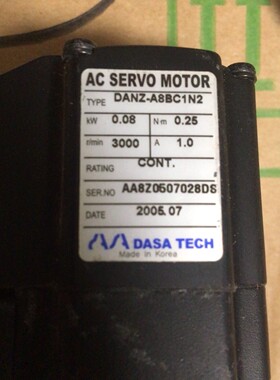 AC SERVO MOTOR
TYPE DANZ-A8BC1N2
kW 0.08 N·m 0.25
r/min 3000 A 1.0
RATING CONT.
SER.NO AA8Z0507028DS
DATE 2005.07
DASA TECH
Made in Korea